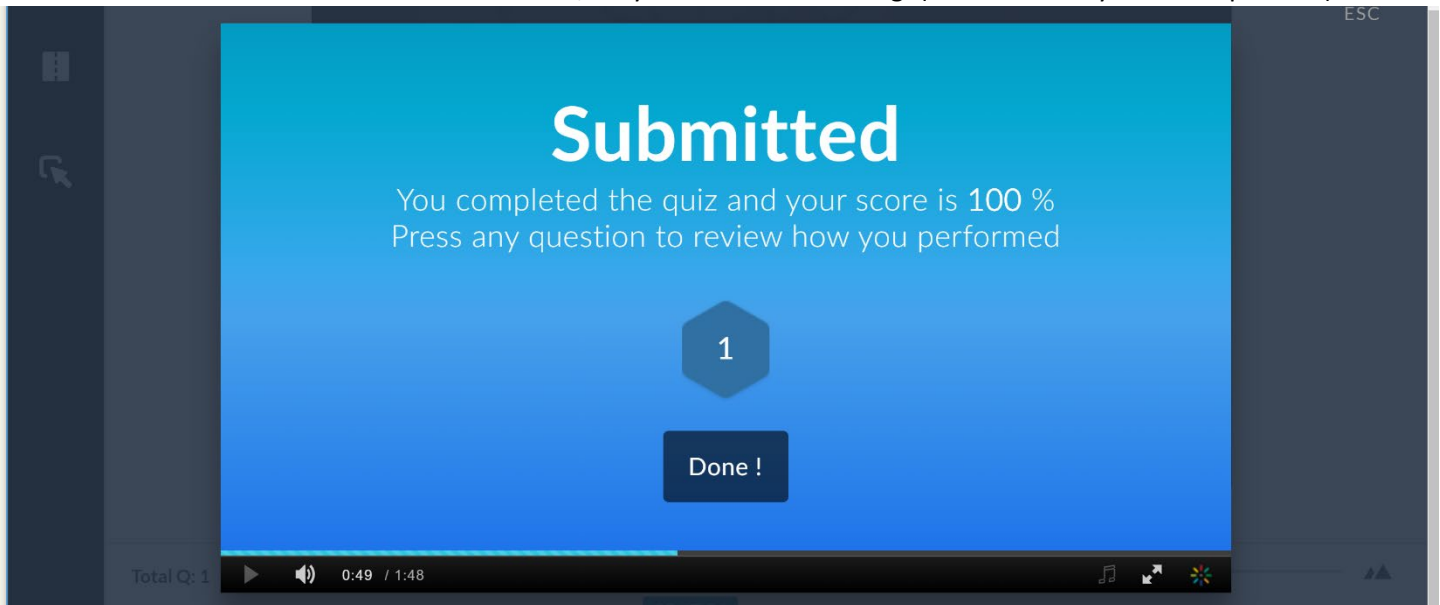 ESC
Submitted
You completed the quiz and your score is 100 %
Press any question to review how you performed
1
Done !
Total Q: 1
0:49 / 1:48